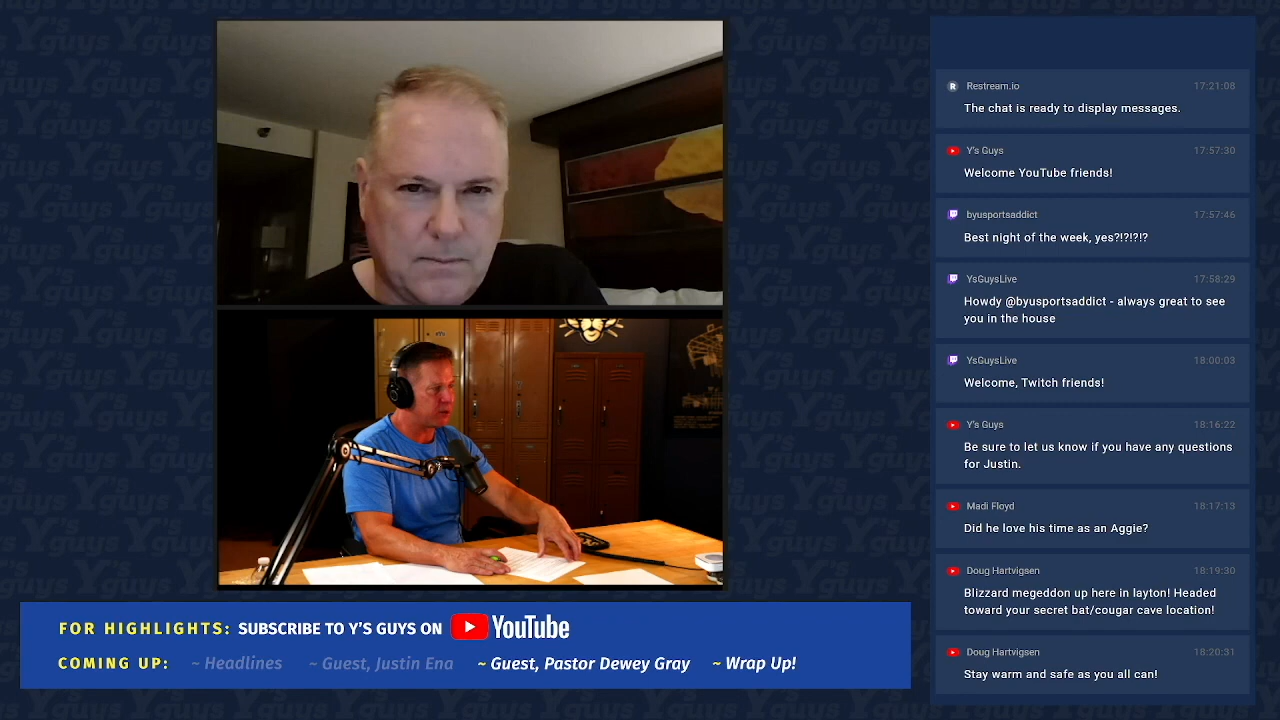 Restream.io 17:21:08
The chat is ready to display messages.
Y's Guys 17:57:30
Welcome YouTube friends!
byusportsaddict 17:57:46
Best night of the week, yes?!?!?!?
YsGuysLive 17:58:29
Howdy @byusportsaddict - always great to see
you in the house
YsGuysLive 18:00:03
Welcome, Twitch friends!
Y's Guys 18:16:22
Be sure to let us know if you have any questions
for Justin.
Madi Floyd 18:17:13
Did he love his time as an Aggie?
Doug Hartvigsen 18:19:30
Blizzard megeddon up here in layton! Headed
toward your secret bat/cougar cave location!
Doug Hartvigsen 18:20:31
Stay warm and safe as you all can!
FOR HIGHLIGHTS: SUBSCRIBE TO Y'S GUYS ON YouTube
COMING UP: ~ Headlines ~ Guest, Justin Ena ~ Guest, Pastor Dewey Gray ~ Wrap Up!